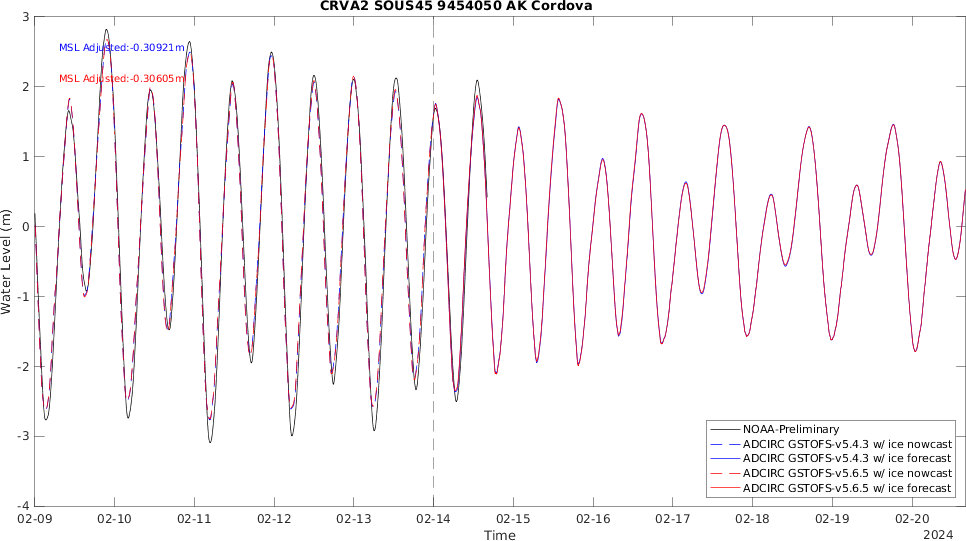 CRVA2 SOUS45 9454050 AK Cordova
3
2
1
0
-1
-2
-3
-4
Water Level (m)
MSL Adjusted:-0.30921m
MSL Adjusted:-0.30605m
NOAA-Preliminary
ADCIRC GSTOFS-v5.4.3 w/ ice nowcast
ADCIRC GSTOFS-v5.4.3 w/ ice forecast
ADCIRC GSTOFS-v5.6.5 w/ ice nowcast
ADCIRC GSTOFS-v5.6.5 w/ ice forecast
02-09 02-10 02-11 02-12 02-13 02-14 02-15 02-16 02-17 02-18 02-19 02-20
Time
2024